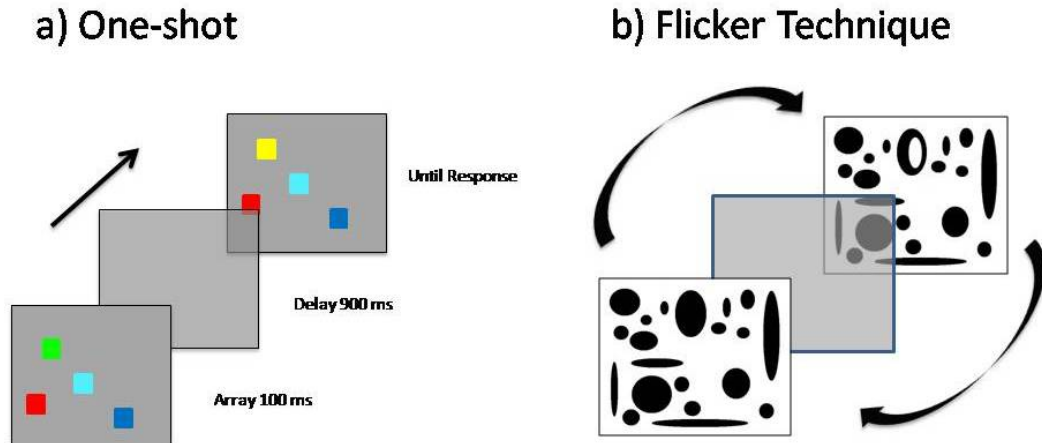 a) One-shot
b) Flicker Technique
Until Response
Delay 900 ms
Array 100 ms